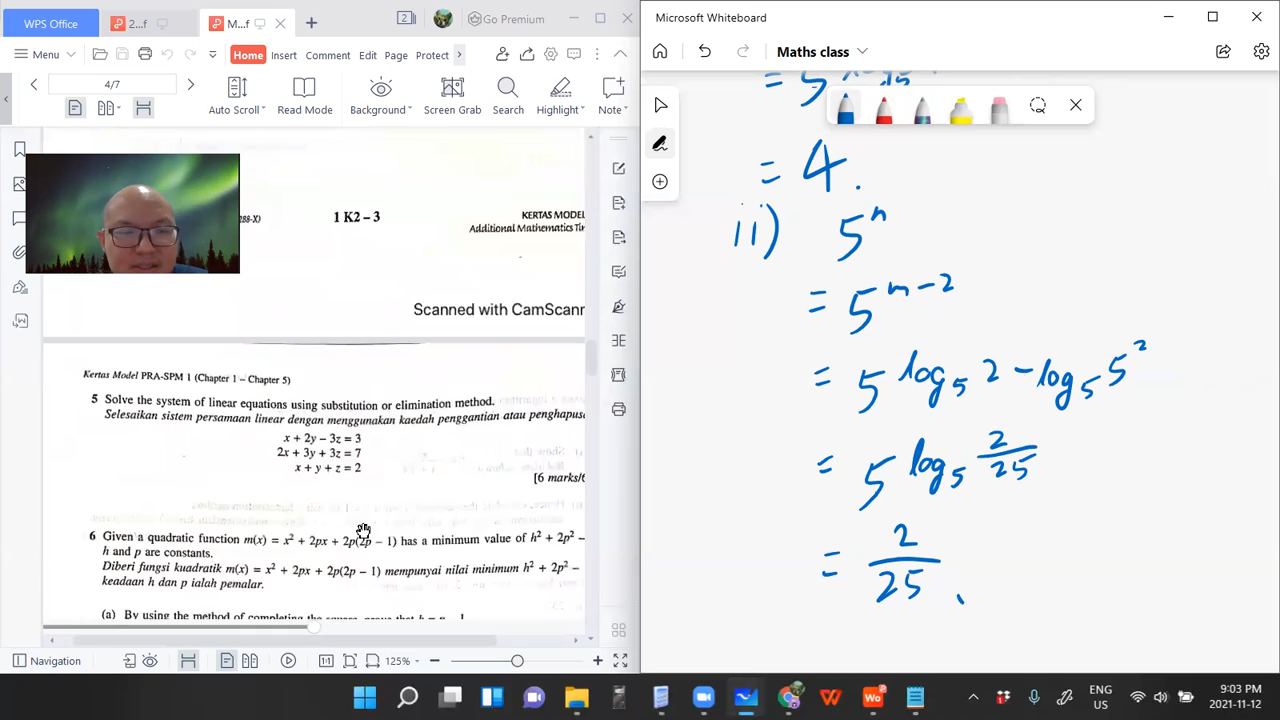 WPS Office
2...f
M...f
2
Go Premium
Menu
Home
Insert
Comment
Edit
Page
Protect
4/7
Auto Scroll
Read Mode
Background
Screen Grab
Search
Highlight
Note
288-X)
1 K2 – 3
KERTAS MODEL
Additional Mathematics Tin
Scanned with CamScann
Kertas Model PRA-SPM 1 (Chapter 1 – Chapter 5)
5 Solve the system of linear equations using substitution or elimination method.
Selesaikan sistem persamaan linear dengan menggunakan kaedah penggantian atau penghapus
x + 2y – 3z = 3
2x + 3y + 3z = 7
x + y + z = 2
[6 marks/6
6 Given a quadratic function m(x) = x² + 2px + 2p(2p – 1) has a minimum value of h² + 2p² –
h and p are constants.
Diberi fungsi kuadratik m(x) = x² + 2px + 2p(2p – 1) mempunyai nilai minimum h² + 2p² –
keadaan h dan p ialah pemalar.
(a) By using the method of completing the square, prove that h =
Navigation
125%
Microsoft Whiteboard
Maths class
= 4.
ii) 5ⁿ
= 5^(m–2)
= 5^(log₅ 2 – log₅ 5²)
= 5^(log₅ 2/25)
= 2/25
ENG
US
9:03 PM
2021-11-12